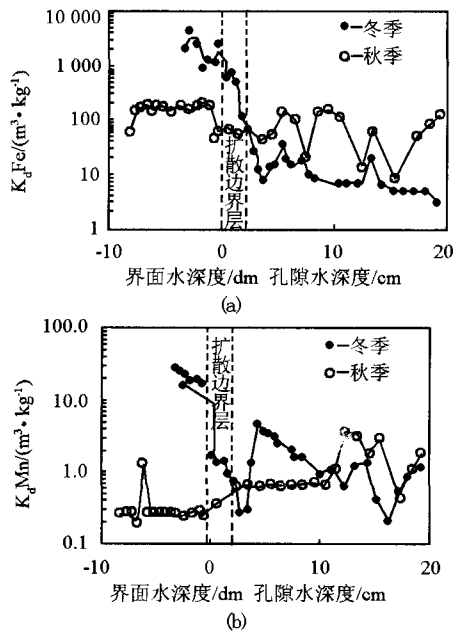 10 000
1 000
100
10
1
KdFe/(m³·kg⁻¹)
冬季
秋季
扩散边界层
-10
0
10
20
界面水深度/dm 孔隙水深度/cm
(a)
100.0
10.0
1.0
0.1
KdMn/(m³·kg⁻¹)
扩散边界层
冬季
秋季
-10
0
10
20
界面水深度/dm 孔隙水深度/cm
(b)